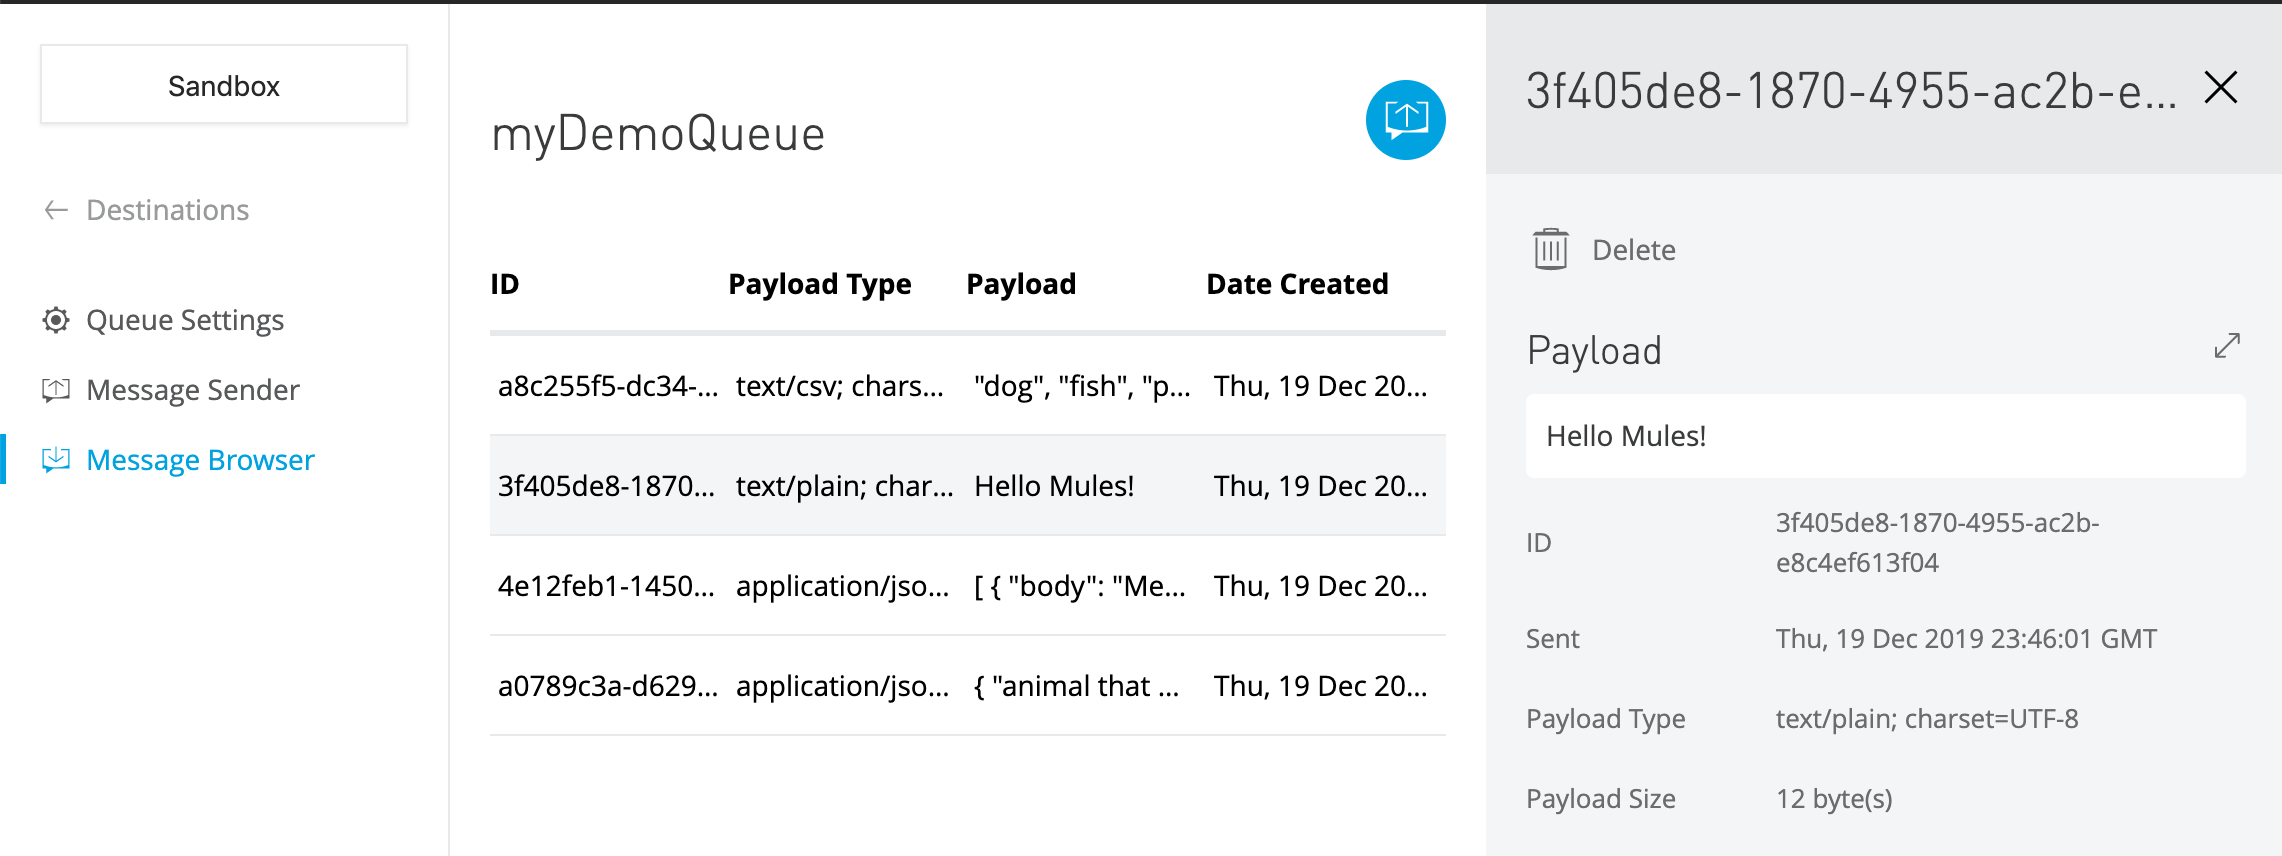 Sandbox
Destinations
Queue Settings
Message Sender
Message Browser
myDemoQueue
ID Payload Type Payload Date Created
a8c255f5-dc34-... text/csv; chars... "dog", "fish", "p... Thu, 19 Dec 20...
3f405de8-1870... text/plain; char... Hello Mules! Thu, 19 Dec 20...
4e12feb1-1450... application/jso... [ { "body": "Me... Thu, 19 Dec 20...
a0789c3a-d629... application/jso... { "animal that ... Thu, 19 Dec 20...
3f405de8-1870-4955-ac2b-e...
Delete
Payload
Hello Mules!
ID 3f405de8-1870-4955-ac2b-
e8c4ef613f04
Sent Thu, 19 Dec 2019 23:46:01 GMT
Payload Type text/plain; charset=UTF-8
Payload Size 12 byte(s)